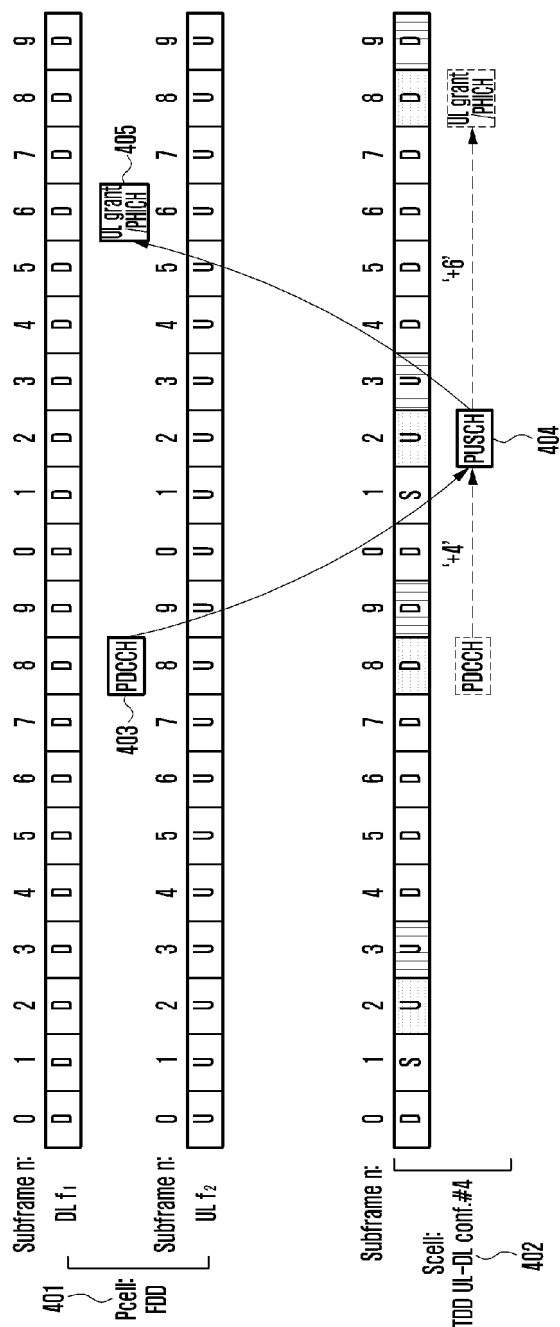 Subframe n: 0 1 2 3 4 5 6 7 8 9 0 1 2 3 4 5 6 7 8 9
DL f1 D D D D D D D D D D D D D D D D D D D D
401
Pcell:
FDD
PDCCH
403
UL grant
/PHICH
405
Subframe n: 0 1 2 3 4 5 6 7 8 9 0 1 2 3 4 5 6 7 8 9
UL f2 U U U U U U U U U U U U U U U U U U U U
Subframe n: 0 1 2 3 4 5 6 7 8 9 0 1 2 3 4 5 6 7 8 9
D S U U D D D D D D D S U U D D D D D D
Scell:
TDD UL-DL conf.#4
402
PDCCH
'+4'
PUSCH
404
'+6'
UL grant
/PHICH